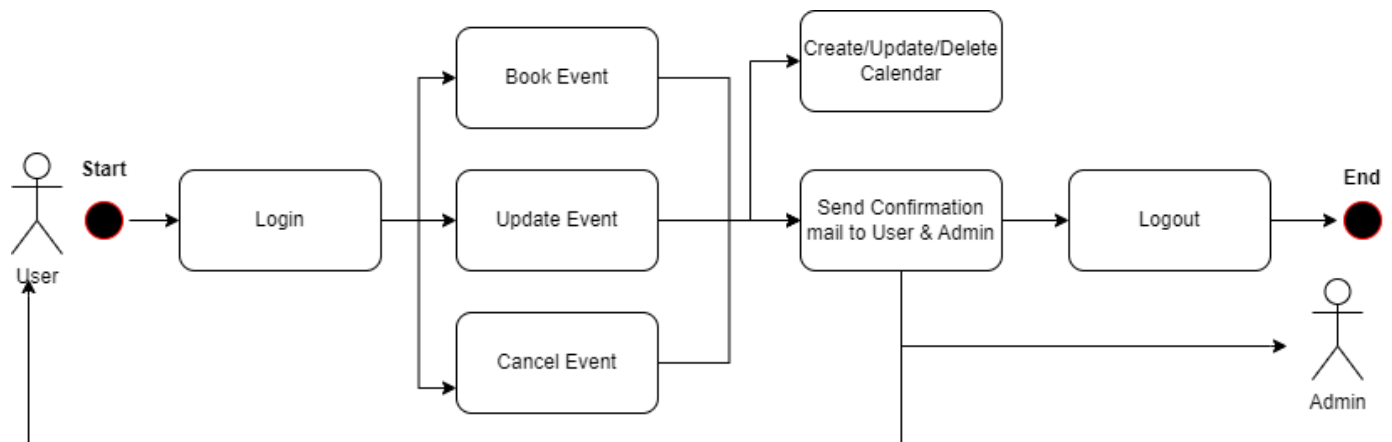 Create/Update/Delete
Calendar
Book Event
Start
End
Login
Update Event
Send Confirmation
mail to User & Admin
Logout
User
Cancel Event
Admin